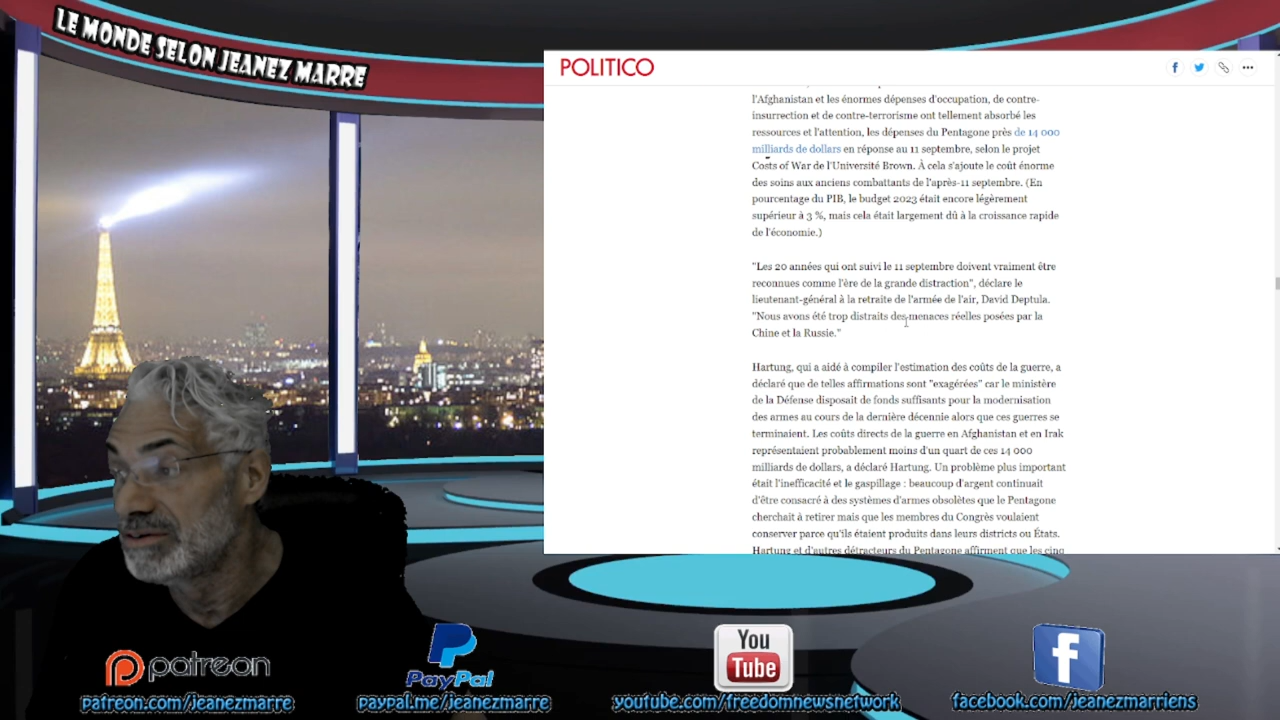 LE MONDE SELON JEANEZ MARRE
POLITICO
l'Afghanistan et les énormes dépenses d'occupation, de contre-
insurrection et de contre-terrorisme ont tellement absorbé les
ressources et l'attention, les dépenses du Pentagone près de 14 000
milliards de dollars en réponse au 11 septembre, selon le projet
Costs of War de l'Université Brown. À cela s'ajoute le coût énorme
des soins aux anciens combattants de l'après-11 septembre. (En
pourcentage du PIB, le budget 2023 était encore légèrement
supérieur à 3 %, mais cela était largement dû à la croissance rapide
de l'économie.)
"Les 20 années qui ont suivi le 11 septembre doivent vraiment être
reconnues comme l'ère de la grande distraction", déclare le
lieutenant-général à la retraite de l'armée de l'air, David Deptula.
"Nous avons été trop distraits des menaces réelles posées par la
Chine et la Russie."
Hartung, qui a aidé à compiler l'estimation des coûts de la guerre, a
déclaré que de telles affirmations sont "exagérées" car le ministère
de la Défense disposait de fonds suffisants pour la modernisation
des armes au cours de la dernière décennie alors que ces guerres se
terminaient. Les coûts directs de la guerre en Afghanistan et en Irak
représentaient probablement moins d'un quart de ces 14 000
milliards de dollars, a déclaré Hartung. Un problème plus important
était l'inefficacité et le gaspillage : beaucoup d'argent continuait
d'être consacré à des systèmes d'armes obsolètes que le Pentagone
cherchait à retirer mais que les membres du Congrès voulaient
conserver parce qu'ils étaient produits dans leurs districts ou États.
Hartung et d'autres détracteurs du Pentagone affirment que les cinq
patreon
patreon.com/jeanezmarre
PayPal
paypal.me/jeanezmarre
You
Tube
youtube.com/freedomnewsnetwork
f
facebook.com/jeanezmarriens